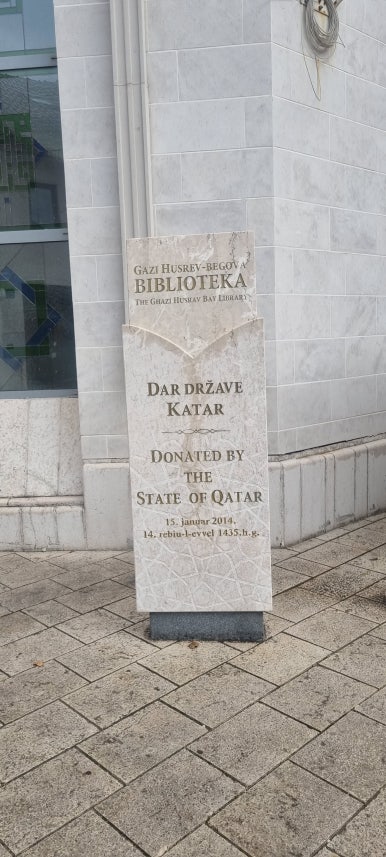 GAZI HUSREV-BEGOVA
BIBLIOTEKA
THE GHAZI HUSRAV BAY LIBRARY
DAR DRŽAVE
KATAR
DONATED BY
THE
STATE OF QATAR
15. januar 2014.
14. rebiu-l-evvel 1435.h.g.